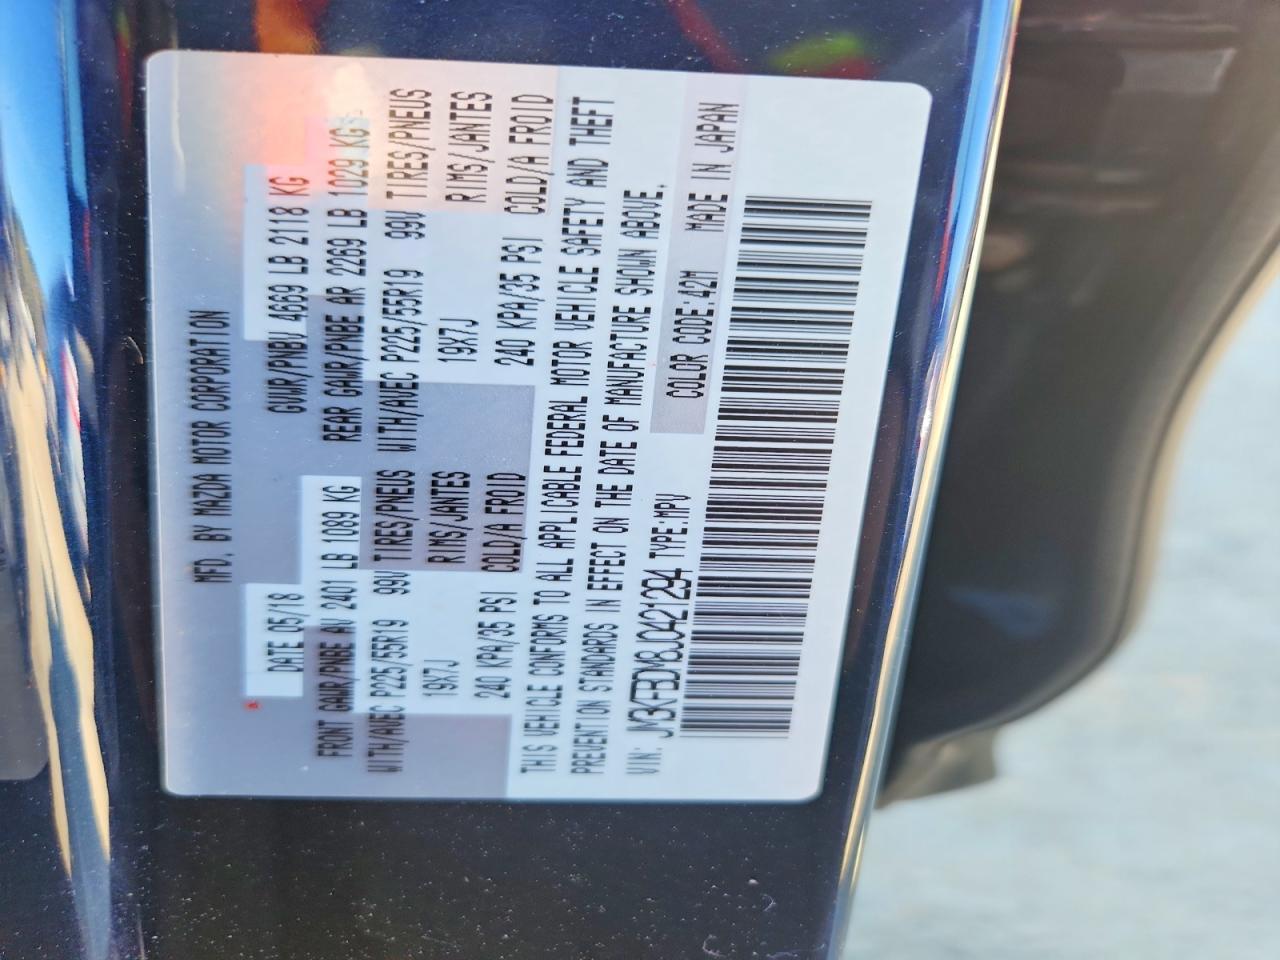 MFD. BY MAZDA MOTOR CORPORATION
DATE 05/18 GVWR/PNBV 4669 LB 2118 KG
FRONT GAWR/PNBE AV 2401 LB 1089 KG REAR GAWR/PNBE AR 2269 LB 1029 KG
WITH/AVEC P225/55R19 99V TIRES/PNEUS WITH/AVEC P225/55R19 99V TIRES/PNEUS
19X7J RIMS/JANTES 19X7J RIMS/JANTES
240 KPA/35 PSI COLD/A FROID 240 KPA/35 PSI COLD/A FROID
THIS VEHICLE CONFORMS TO ALL APPLICABLE FEDERAL MOTOR VEHICLE SAFETY AND THEFT
PREVENTION STANDARDS IN EFFECT ON THE DATE OF MANUFACTURE SHOWN ABOVE.
VIN: JM3KFBDM8J0421294 TYPE:MPV COLOR CODE:42M MADE IN JAPAN